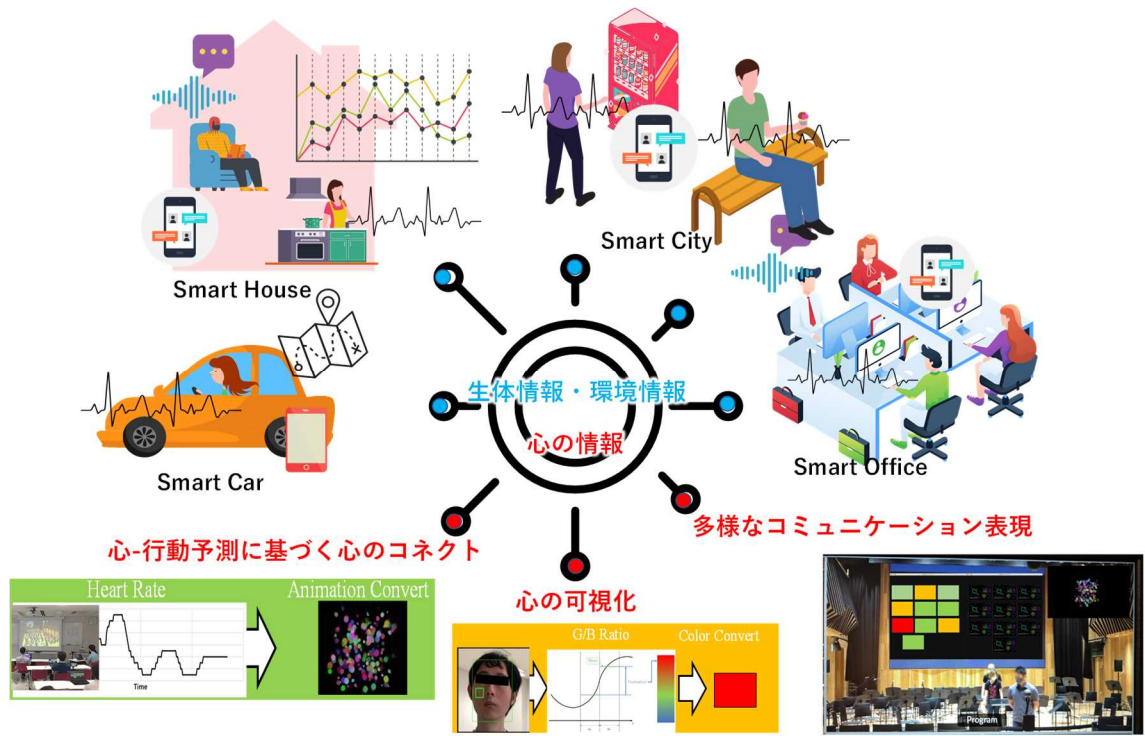 Smart City
Smart House
生体情報・環境情報
心の情報
Smart Office
Smart Car
多様なコミュニケーション表現
心-行動予測に基づく心のコネクト
心の可視化
Heart Rate
Animation Convert
Time
G/B Ratio
Color Convert
Program